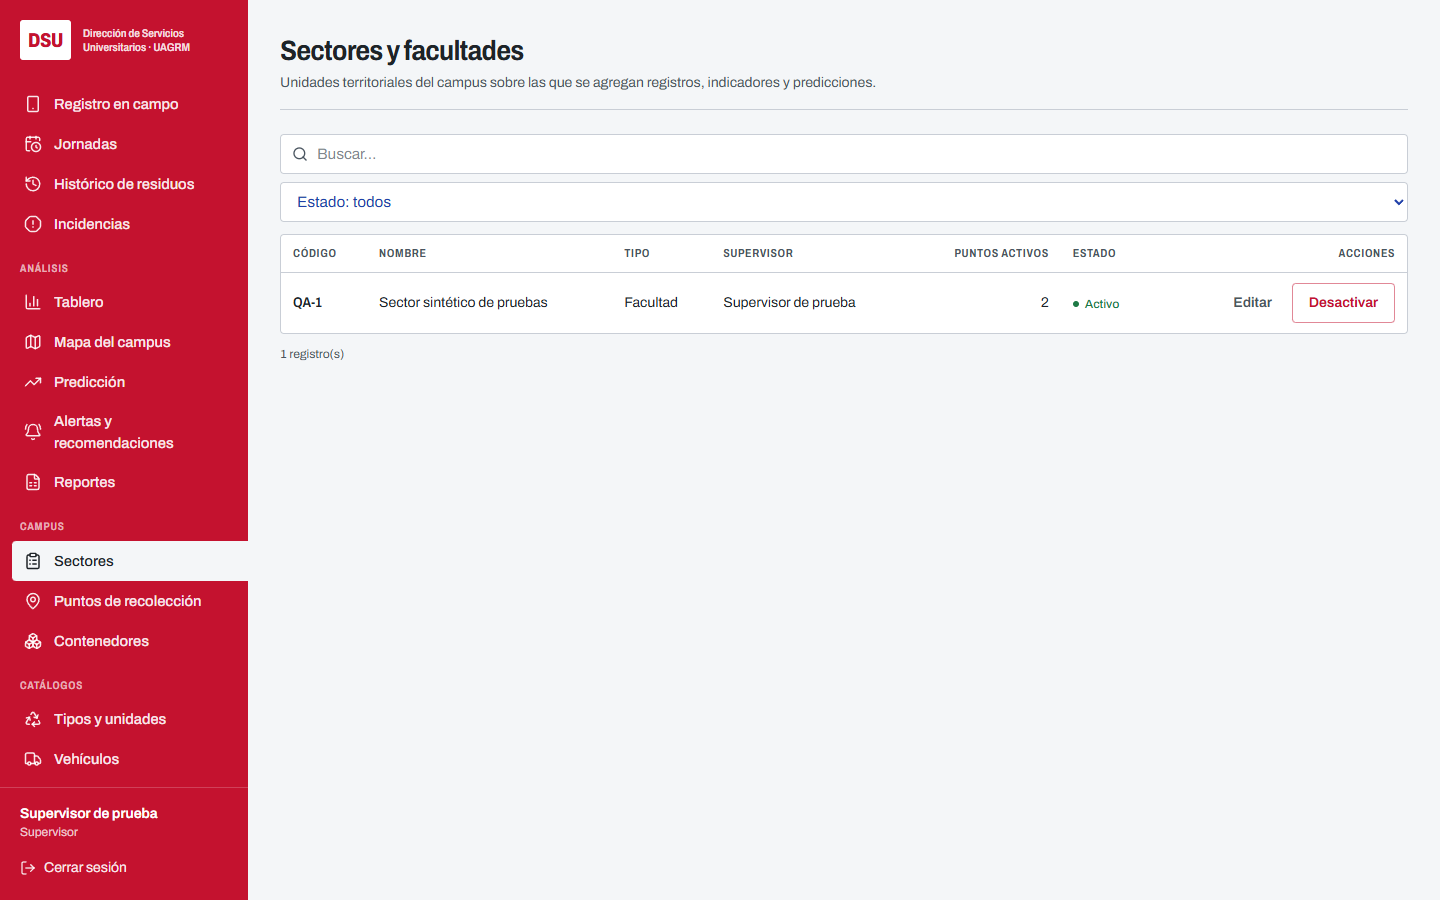 DSU
Dirección de Servicios
Universitarios · UAGRM
Registro en campo
Jornadas
Histórico de residuos
Incidencias
ANÁLISIS
Tablero
Mapa del campus
Predicción
Alertas y
recomendaciones
Reportes
CAMPUS
Sectores
Puntos de recolección
Contenedores
CATÁLOGOS
Tipos y unidades
Vehículos
Supervisor de prueba
Supervisor
Cerrar sesión
Sectores y facultades
Unidades territoriales del campus sobre las que se agregan registros, indicadores y predicciones.
Buscar...
Estado: todos
CÓDIGO NOMBRE TIPO SUPERVISOR PUNTOS ACTIVOS ESTADO ACCIONES
QA-1 Sector sintético de pruebas Facultad Supervisor de prueba 2 Activo Editar Desactivar
1 registro(s)